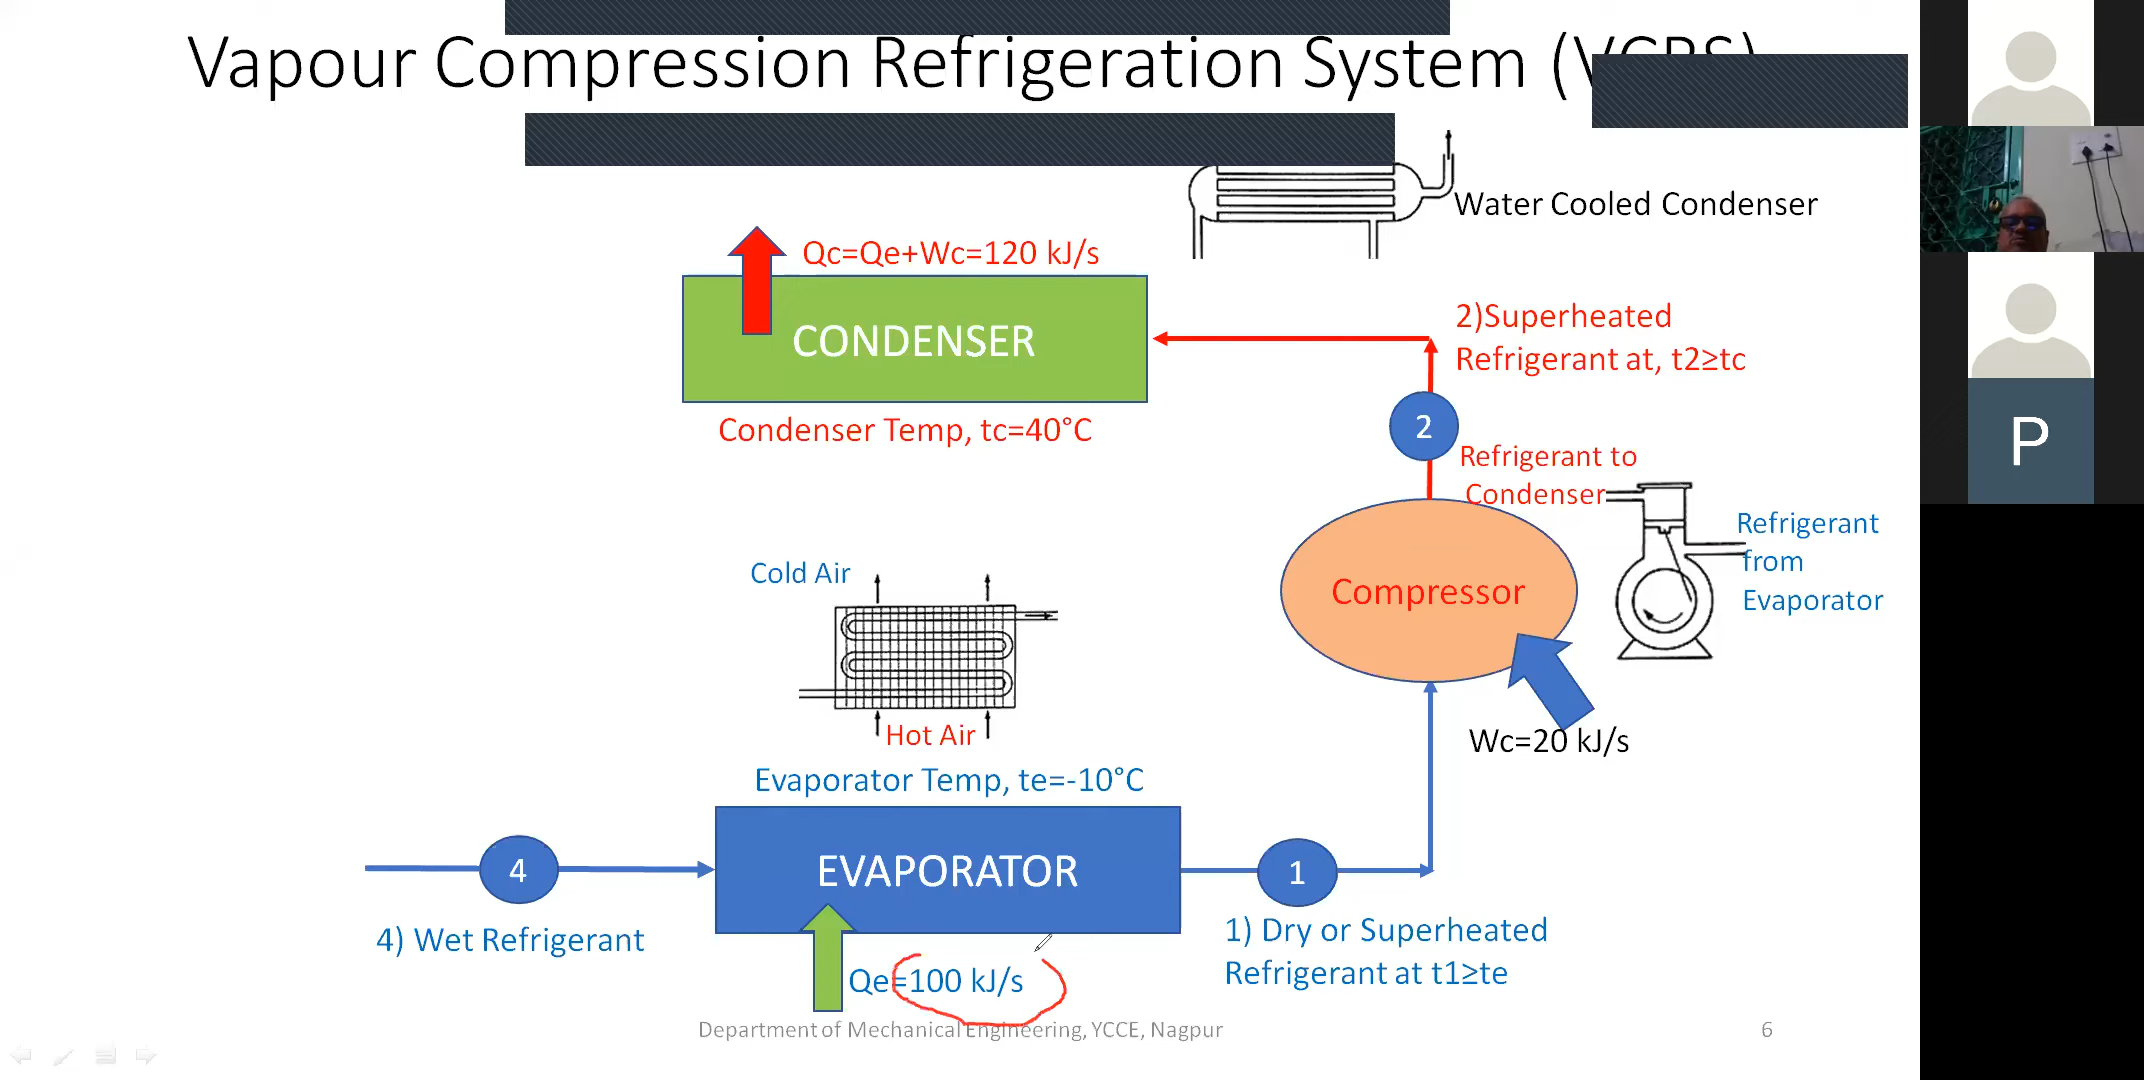 Vapour Compression Refrigeration System
Water Cooled Condenser
Qc=Qe+Wc=120 kJ/s
CONDENSER
Condenser Temp, tc=40°C
2)Superheated
Refrigerant at, t2≥tc
2
Refrigerant to
Condenser
Refrigerant
from
Evaporator
P
Compressor
Wc=20 kJ/s
Cold Air
Hot Air
Evaporator Temp, te=-10°C
EVAPORATOR
4
4) Wet Refrigerant
1
1) Dry or Superheated
Refrigerant at t1≥te
Qe=100 kJ/s
Department of Mechanical Engineering, YCCE, Nagpur
6